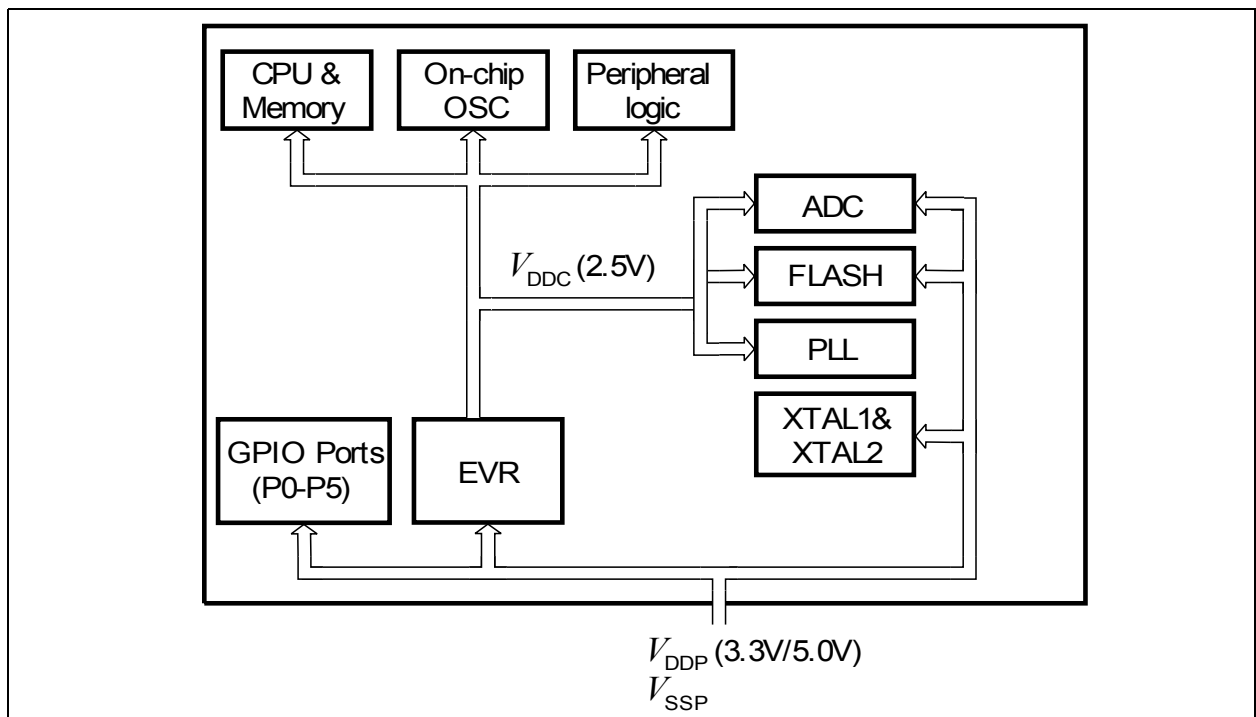 CPU &
Memory
On-chip
OSC
Peripheral
logic
ADC
VDDC (2.5V)
FLASH
PLL
XTAL1&
XTAL2
GPIO Ports
(P0-P5)
EVR
VDDP (3.3V/5.0V)
VSSP